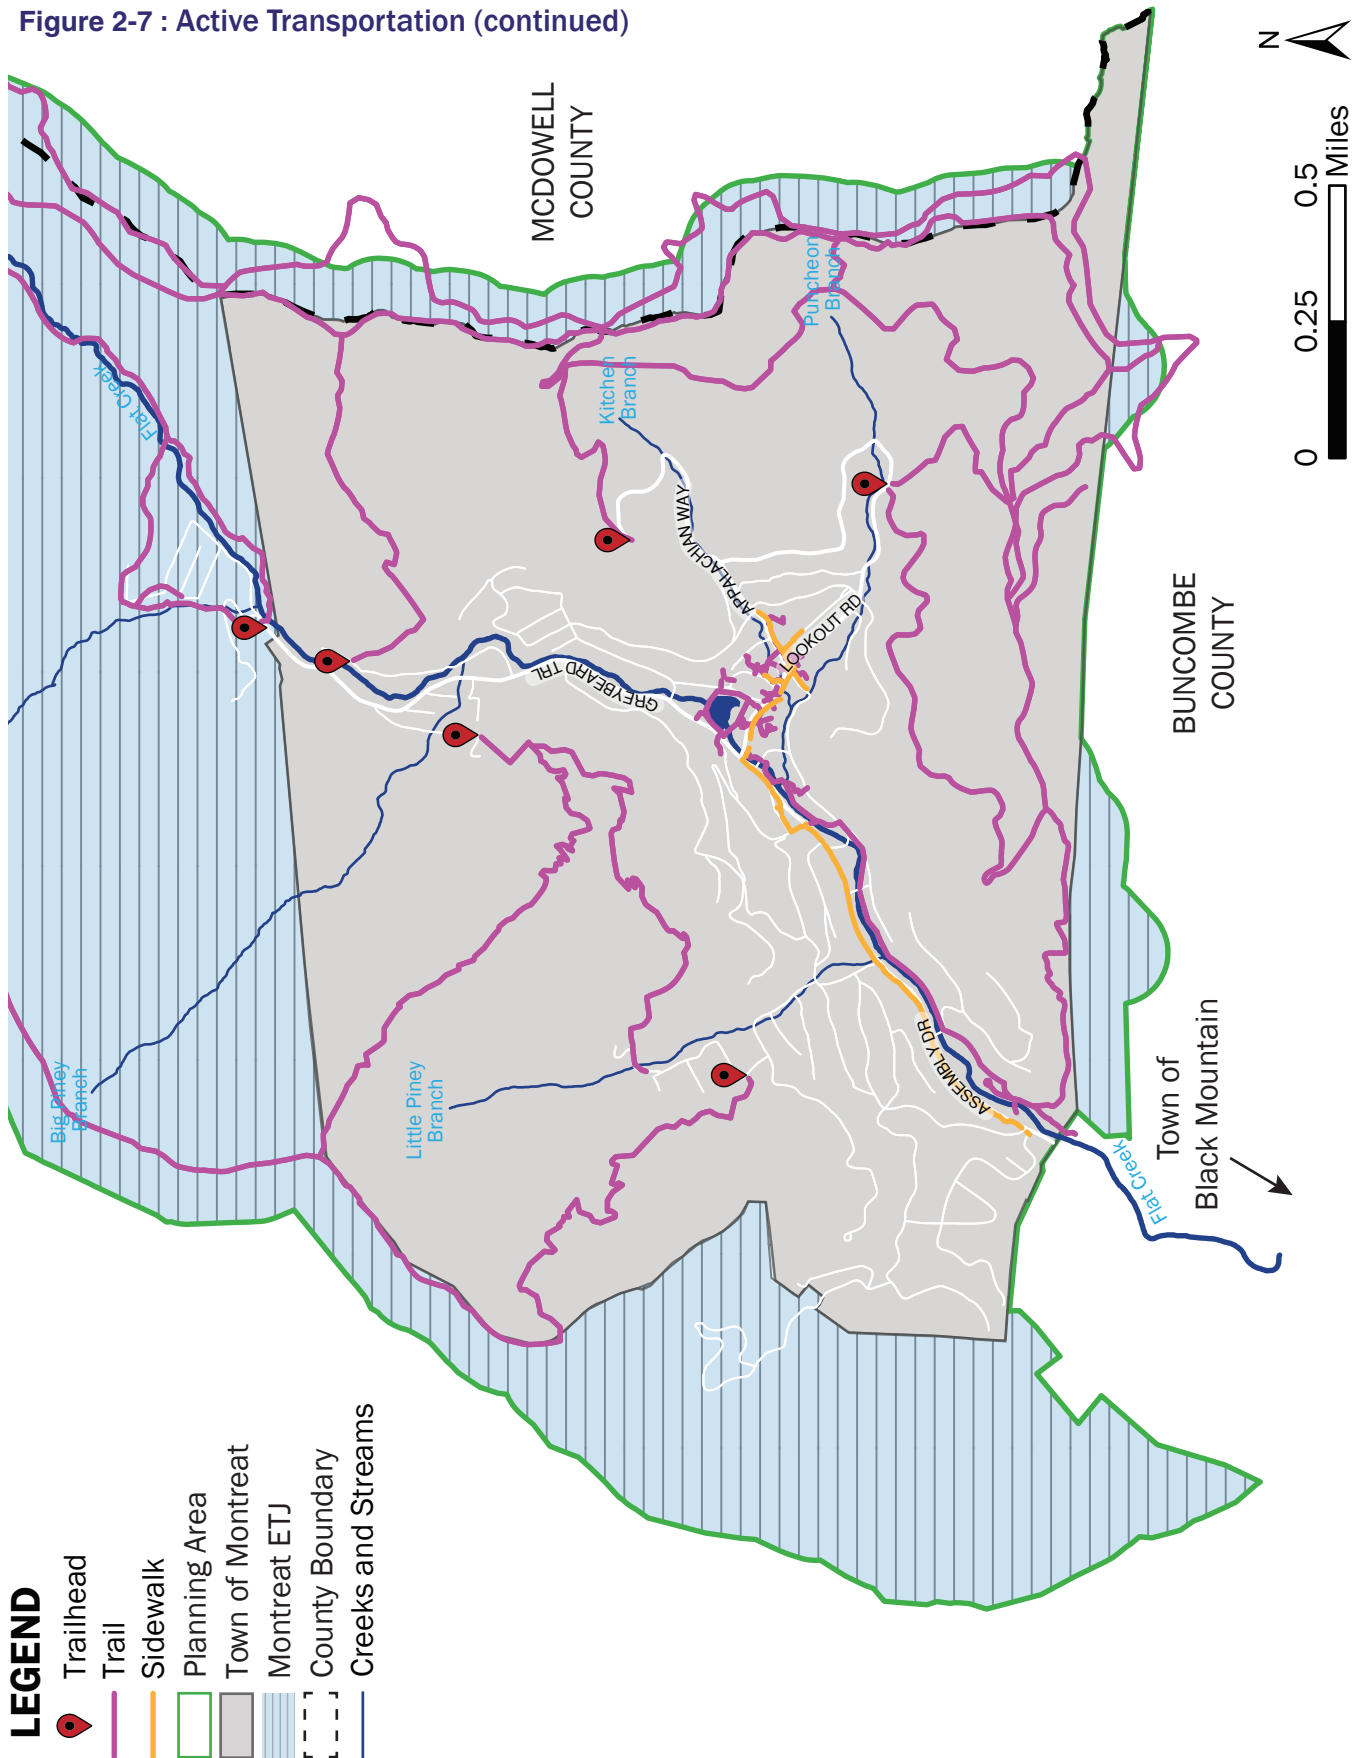 Figure 2-7 : Active Transportation (continued)
LEGEND
Trailhead
Trail
Sidewalk
Planning Area
Town of Montreat
Montreat ETJ
County Boundary
Creeks and Streams
MCDOWELL
COUNTY
BUNCOMBE
COUNTY
Town of
Black Mountain
Flat Creek
Flat Creek
Big Piney
Branch
Little Piney
Branch
Kitchen
Branch
Puncheon
Branch
GREYBEARD TRL
APPALACHIAN WAY
LOOKOUT RD
ASSEMBLY DR
N
0 0.25 0.5
Miles